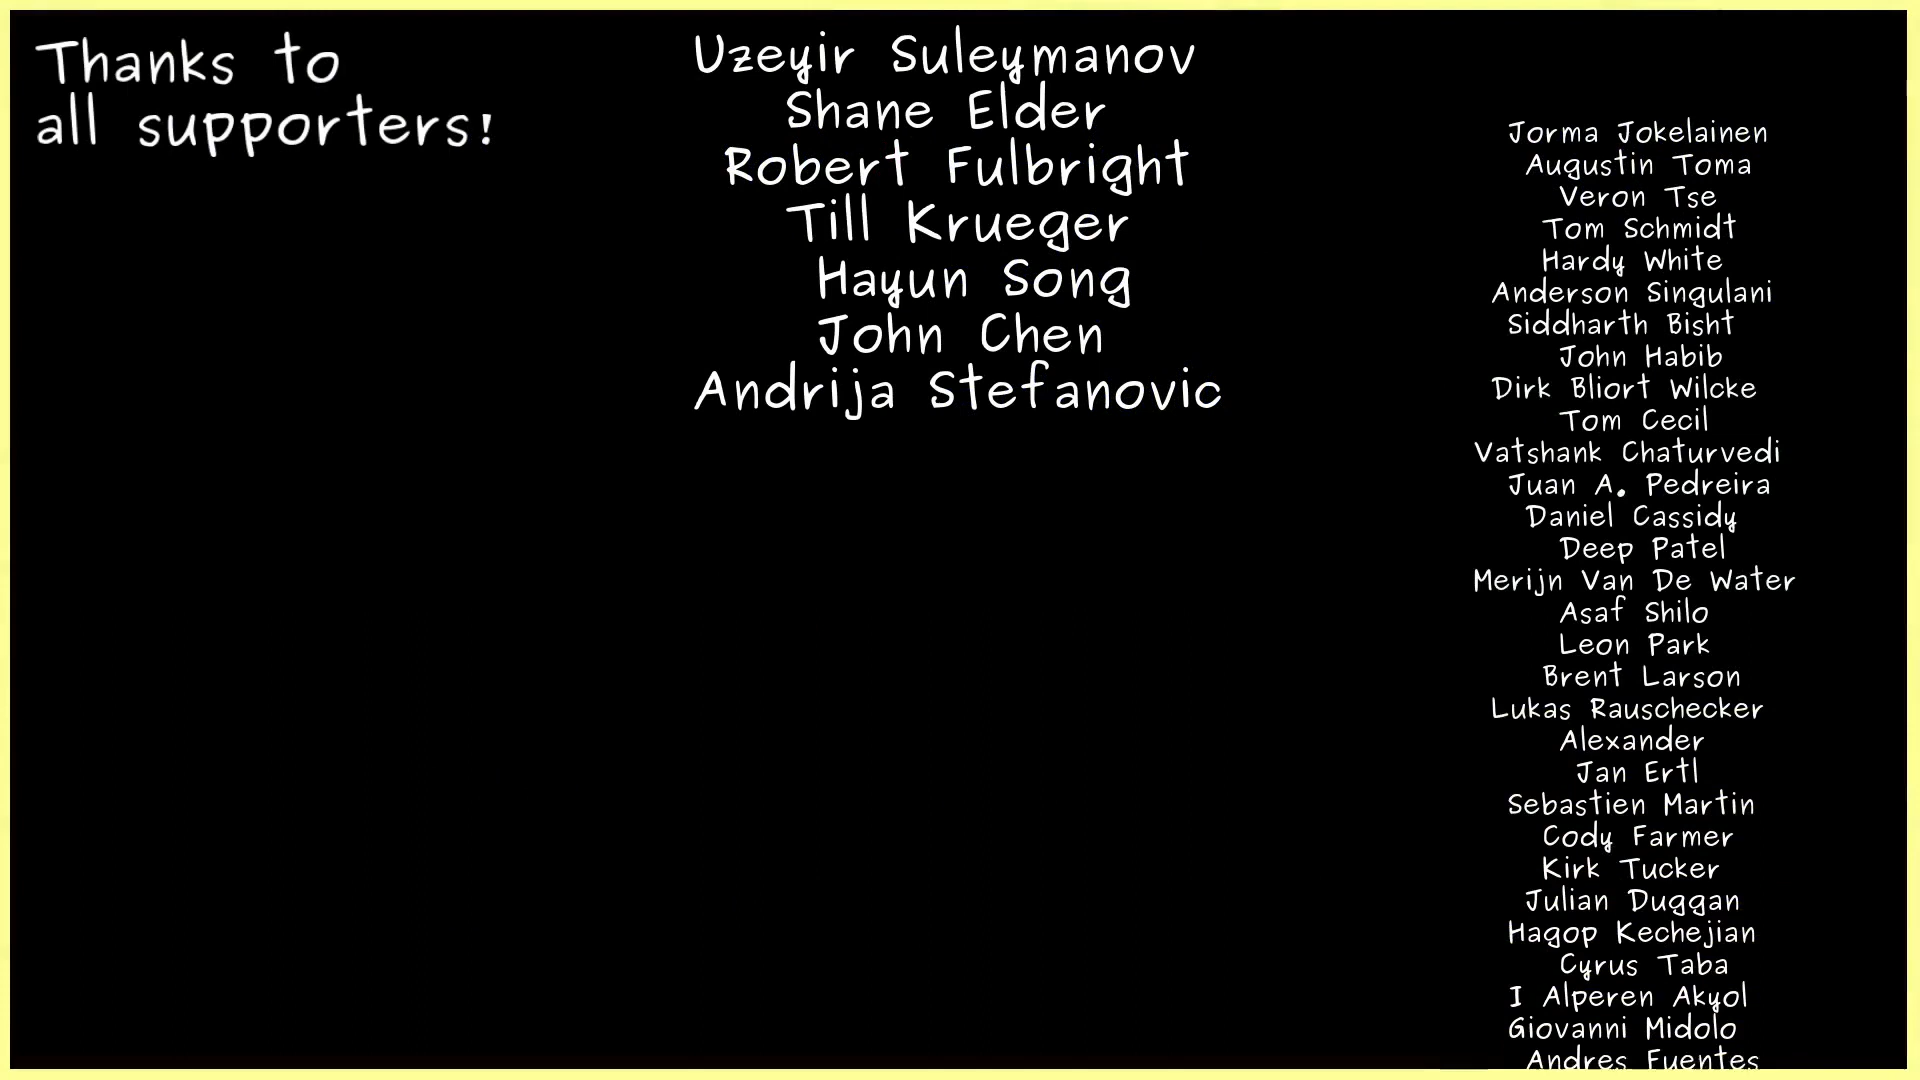 Thanks to
all supporters!
Uzeyir Suleymanov
Shane Elder
Robert Fulbright
Till Krueger
Hayun Song
John Chen
Andrija Stefanovic
Jorma Jokelainen
Augustin Toma
Veron Tse
Tom Schmidt
Hardy White
Anderson Singulani
Siddharth Bisht
John Habib
Dirk Bliort Wilcke
Tom Cecil
Vatshank Chaturvedi
Juan A. Pedreira
Daniel Cassidy
Deep Patel
Merijn Van De Water
Asaf Shilo
Leon Park
Brent Larson
Lukas Rauschecker
Alexander
Jan Ertl
Sebastien Martin
Cody Farmer
Kirk Tucker
Julian Duggan
Hagop Kechejian
Cyrus Taba
I Alperen Akyol
Giovanni Midolo
Andres Fuentes